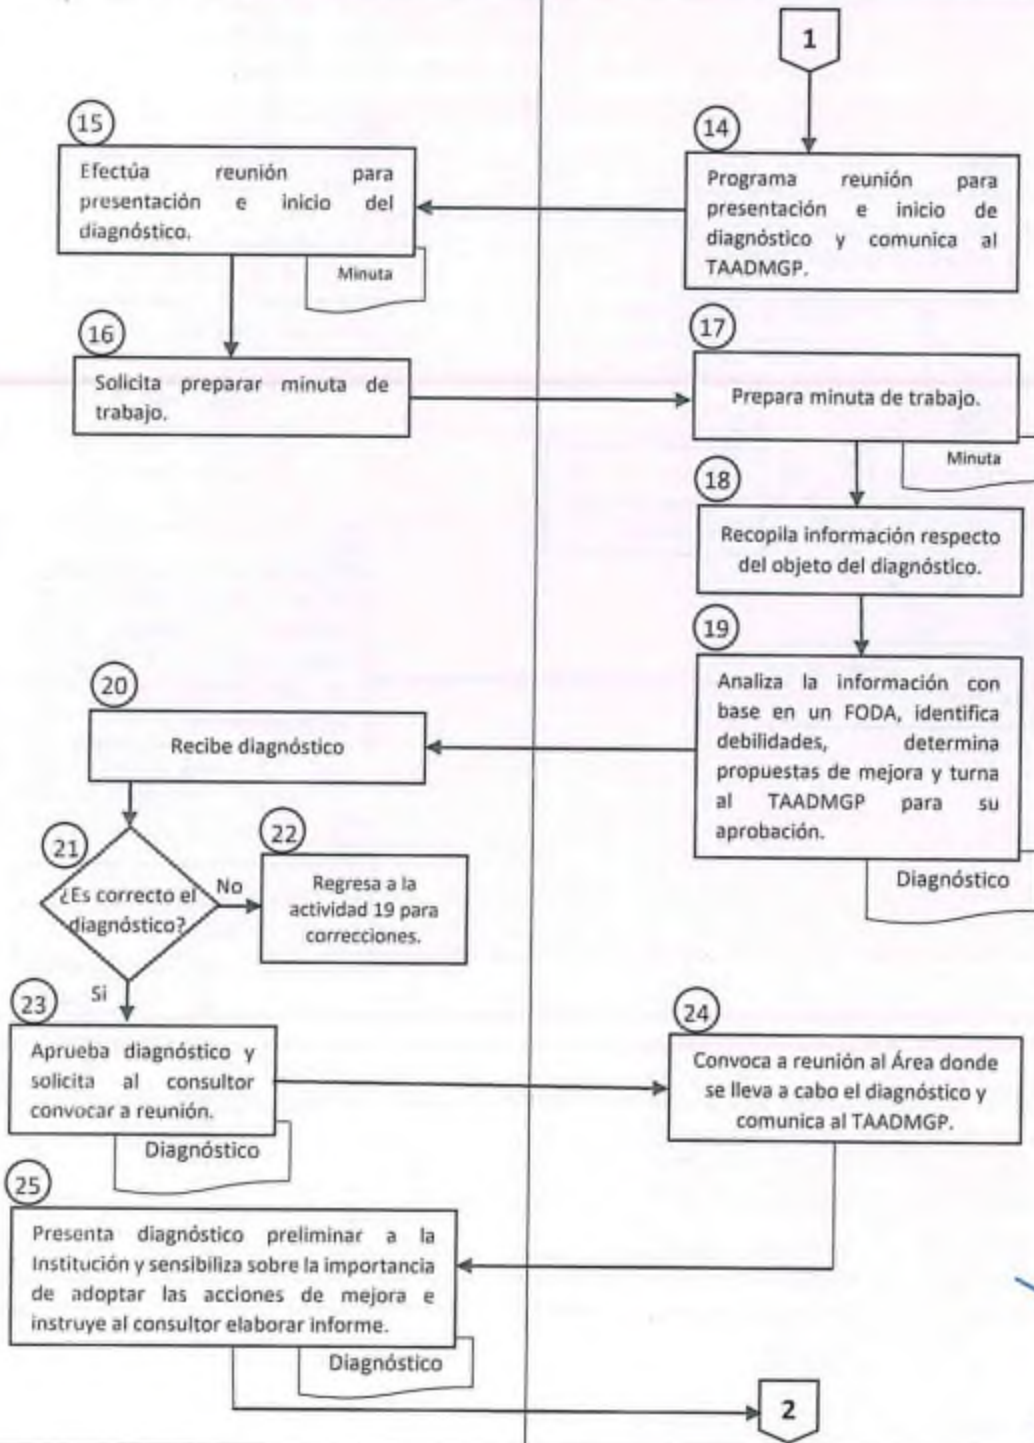 1
14
Programa reunión para
presentación e inicio de
diagnóstico y comunica al
TAADMGP.
15
Efectúa reunión para
presentación e inicio del
diagnóstico.
Minuta
16
Solicita preparar minuta de
trabajo.
17
Prepara minuta de trabajo.
Minuta
18
Recopila información respecto
del objeto del diagnóstico.
19
Analiza la información con
base en un FODA, identifica
debilidades, determina
propuestas de mejora y turna
al TAADMGP para su
aprobación.
Diagnóstico
20
Recibe diagnóstico
21
¿Es correcto el
diagnóstico?
No
22
Regresa a la
actividad 19 para
correcciones.
Si
23
Aprueba diagnóstico y
solicita al consultor
convocar a reunión.
Diagnóstico
24
Convoca a reunión al Área donde
se lleva a cabo el diagnóstico y
comunica al TAADMGP.
25
Presenta diagnóstico preliminar a la
Institución y sensibiliza sobre la importancia
de adoptar las acciones de mejora e
instruye al consultor elaborar informe.
Diagnóstico
2